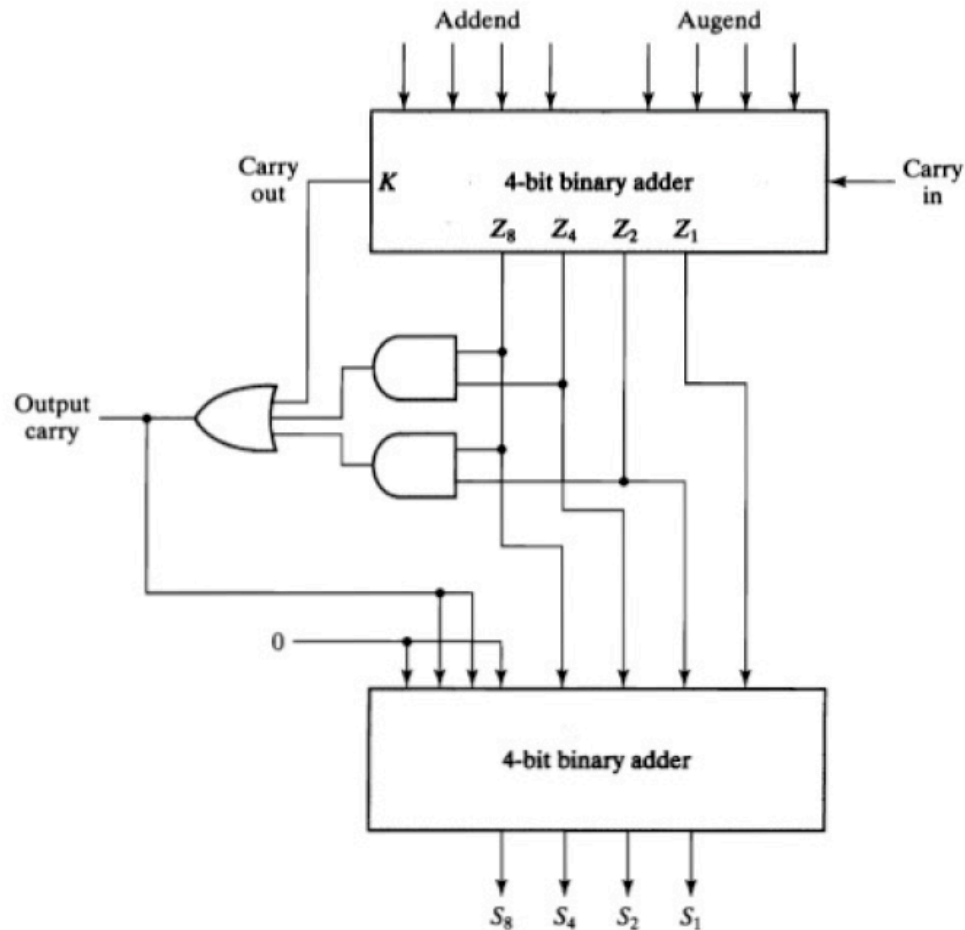 Addend Augend
Carry out
K 4-bit binary adder
Carry in
Z₈ Z₄ Z₂ Z₁
Output carry
0
4-bit binary adder
S₈ S₄ S₂ S₁